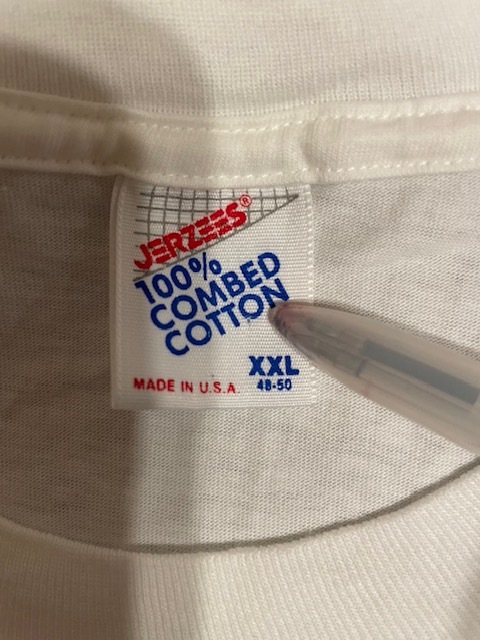 JERZEES®
100%
COMBED
COTTON
XXL
MADE IN U.S.A. 48-50